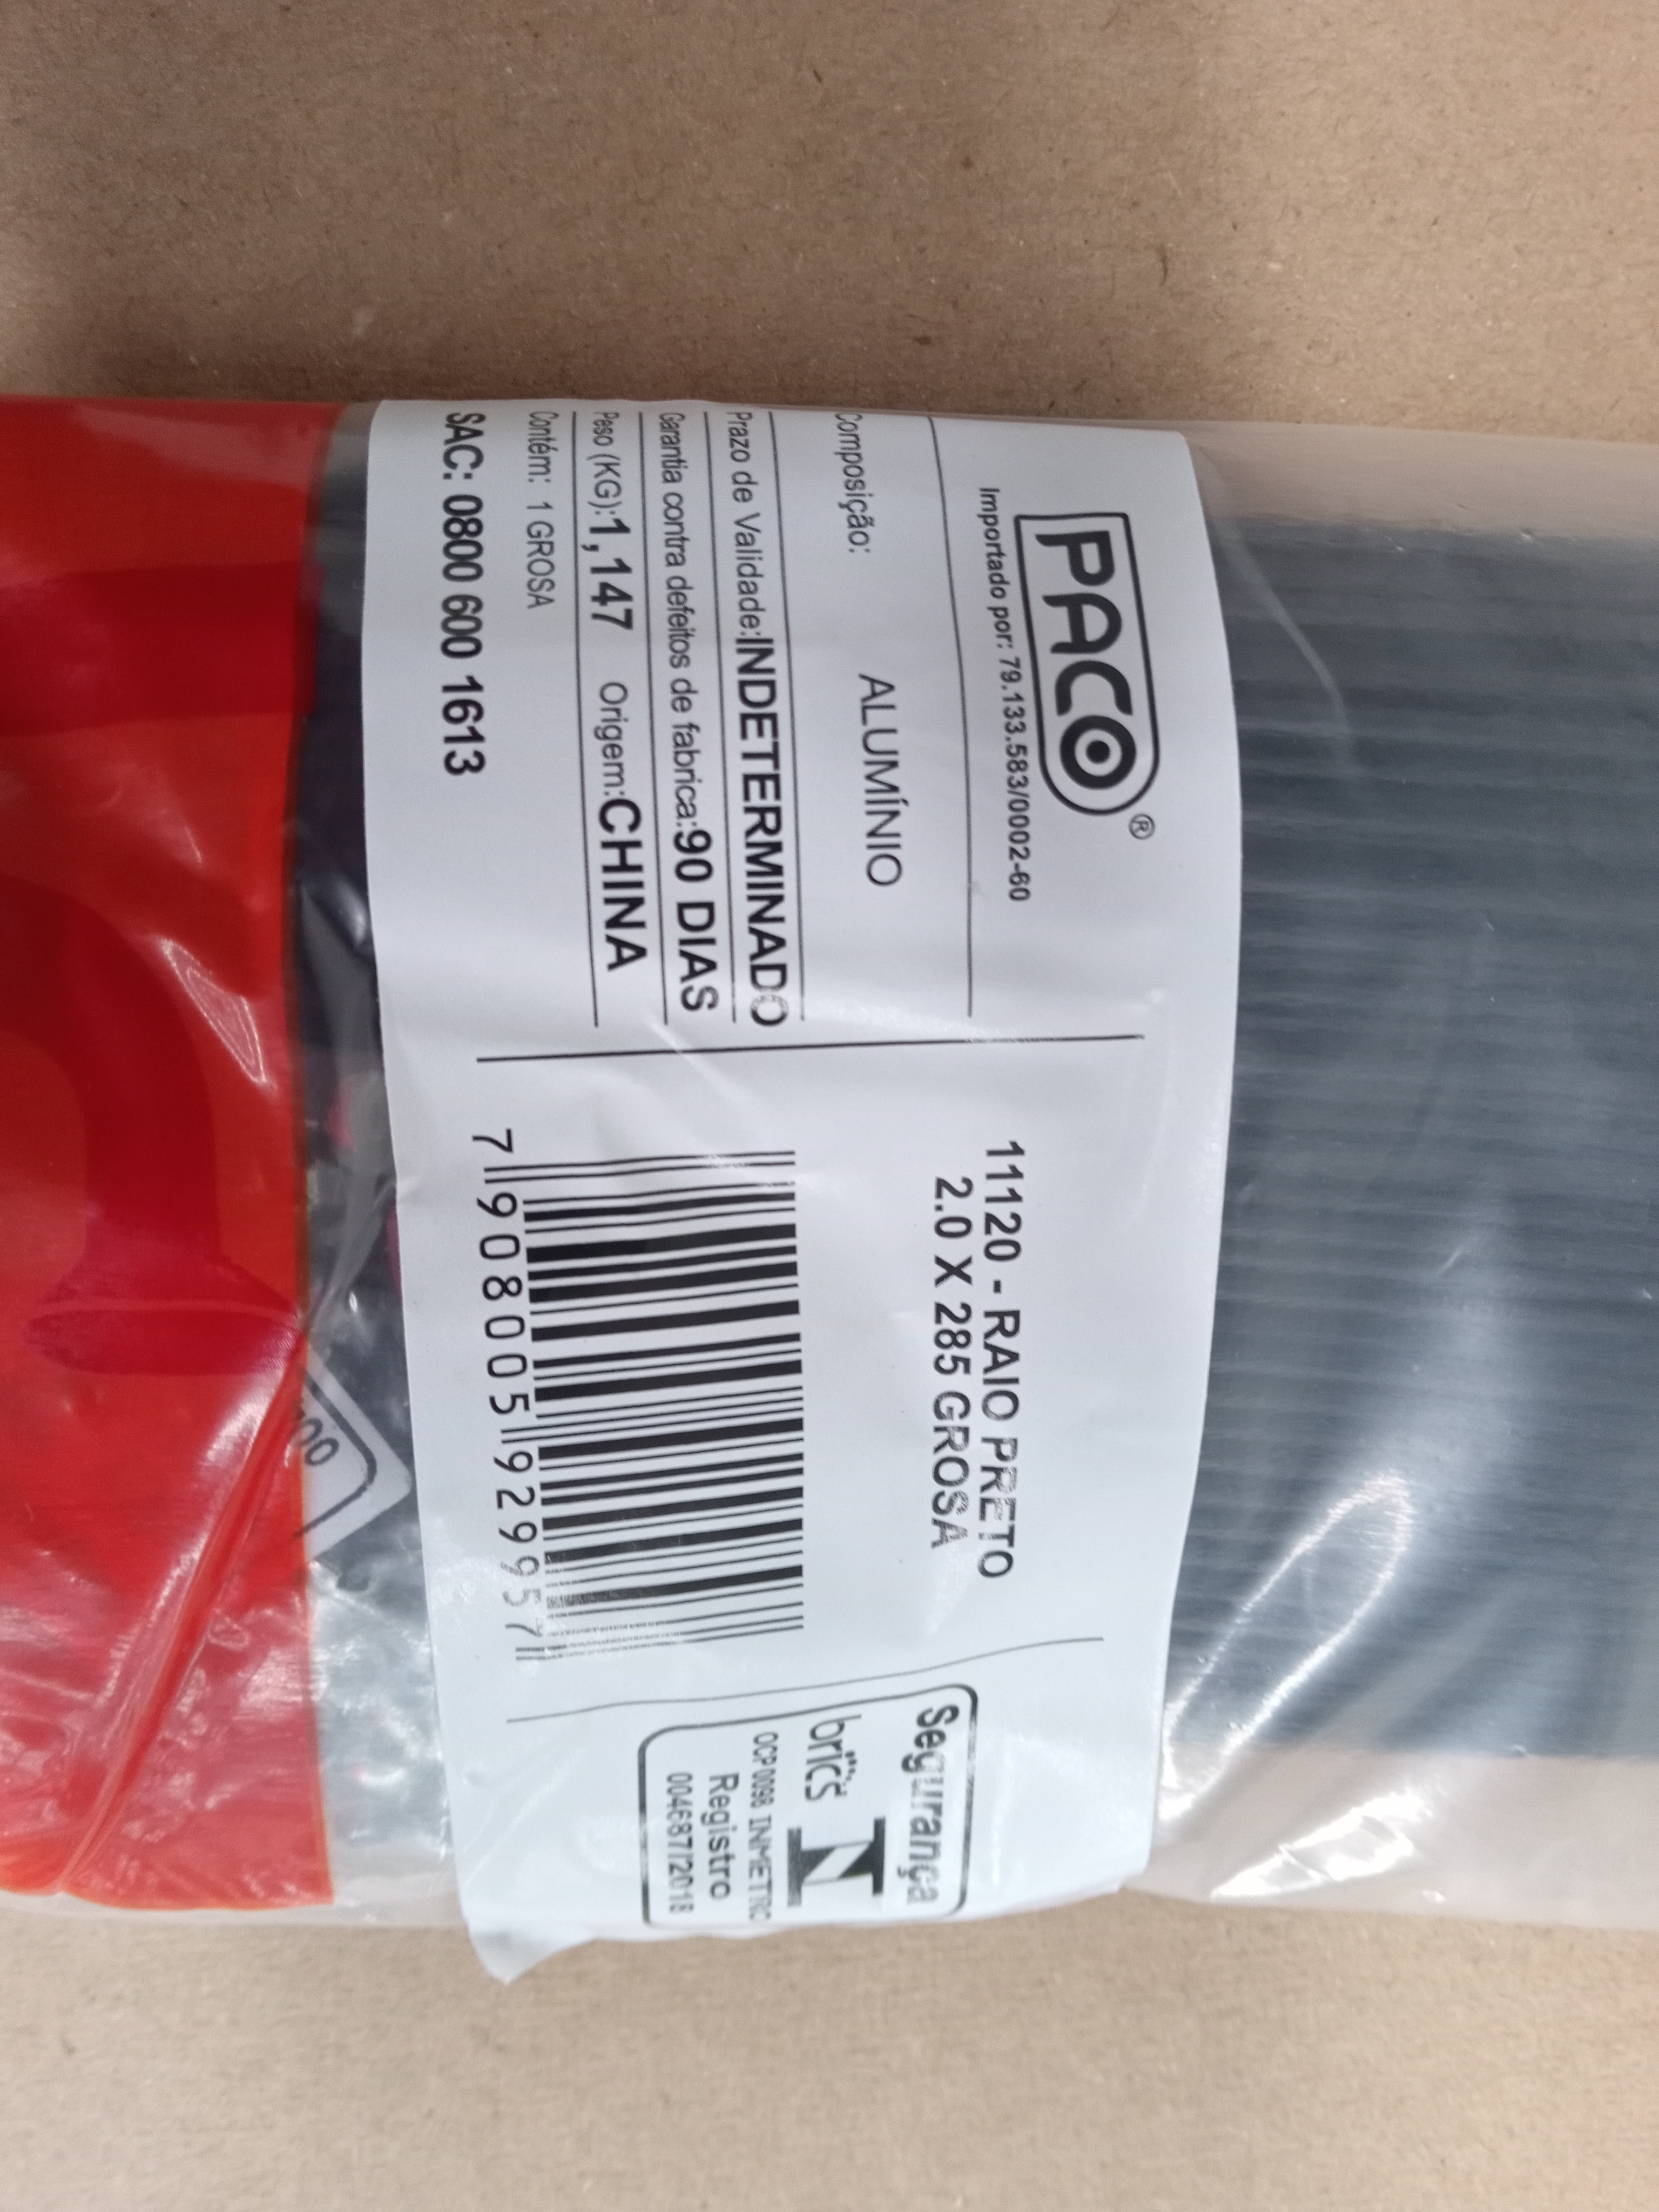 PACO®
Importado por: 79.133.583/0002-60
Composição: ALUMÍNIO
Prazo de Validade:INDETERMINADO
Garantia contra defeitos de fabrica:90 DIAS
Peso (KG):1,147 Origem:CHINA
Contém: 1 GROSA
SAC: 0800 600 1613
11120 - RAIO PRETO
2.0 X 285 GROSA
7 908005 929957
Segurança
brics N
OCP 0098 INMETRO
Registro
004687/2018
00